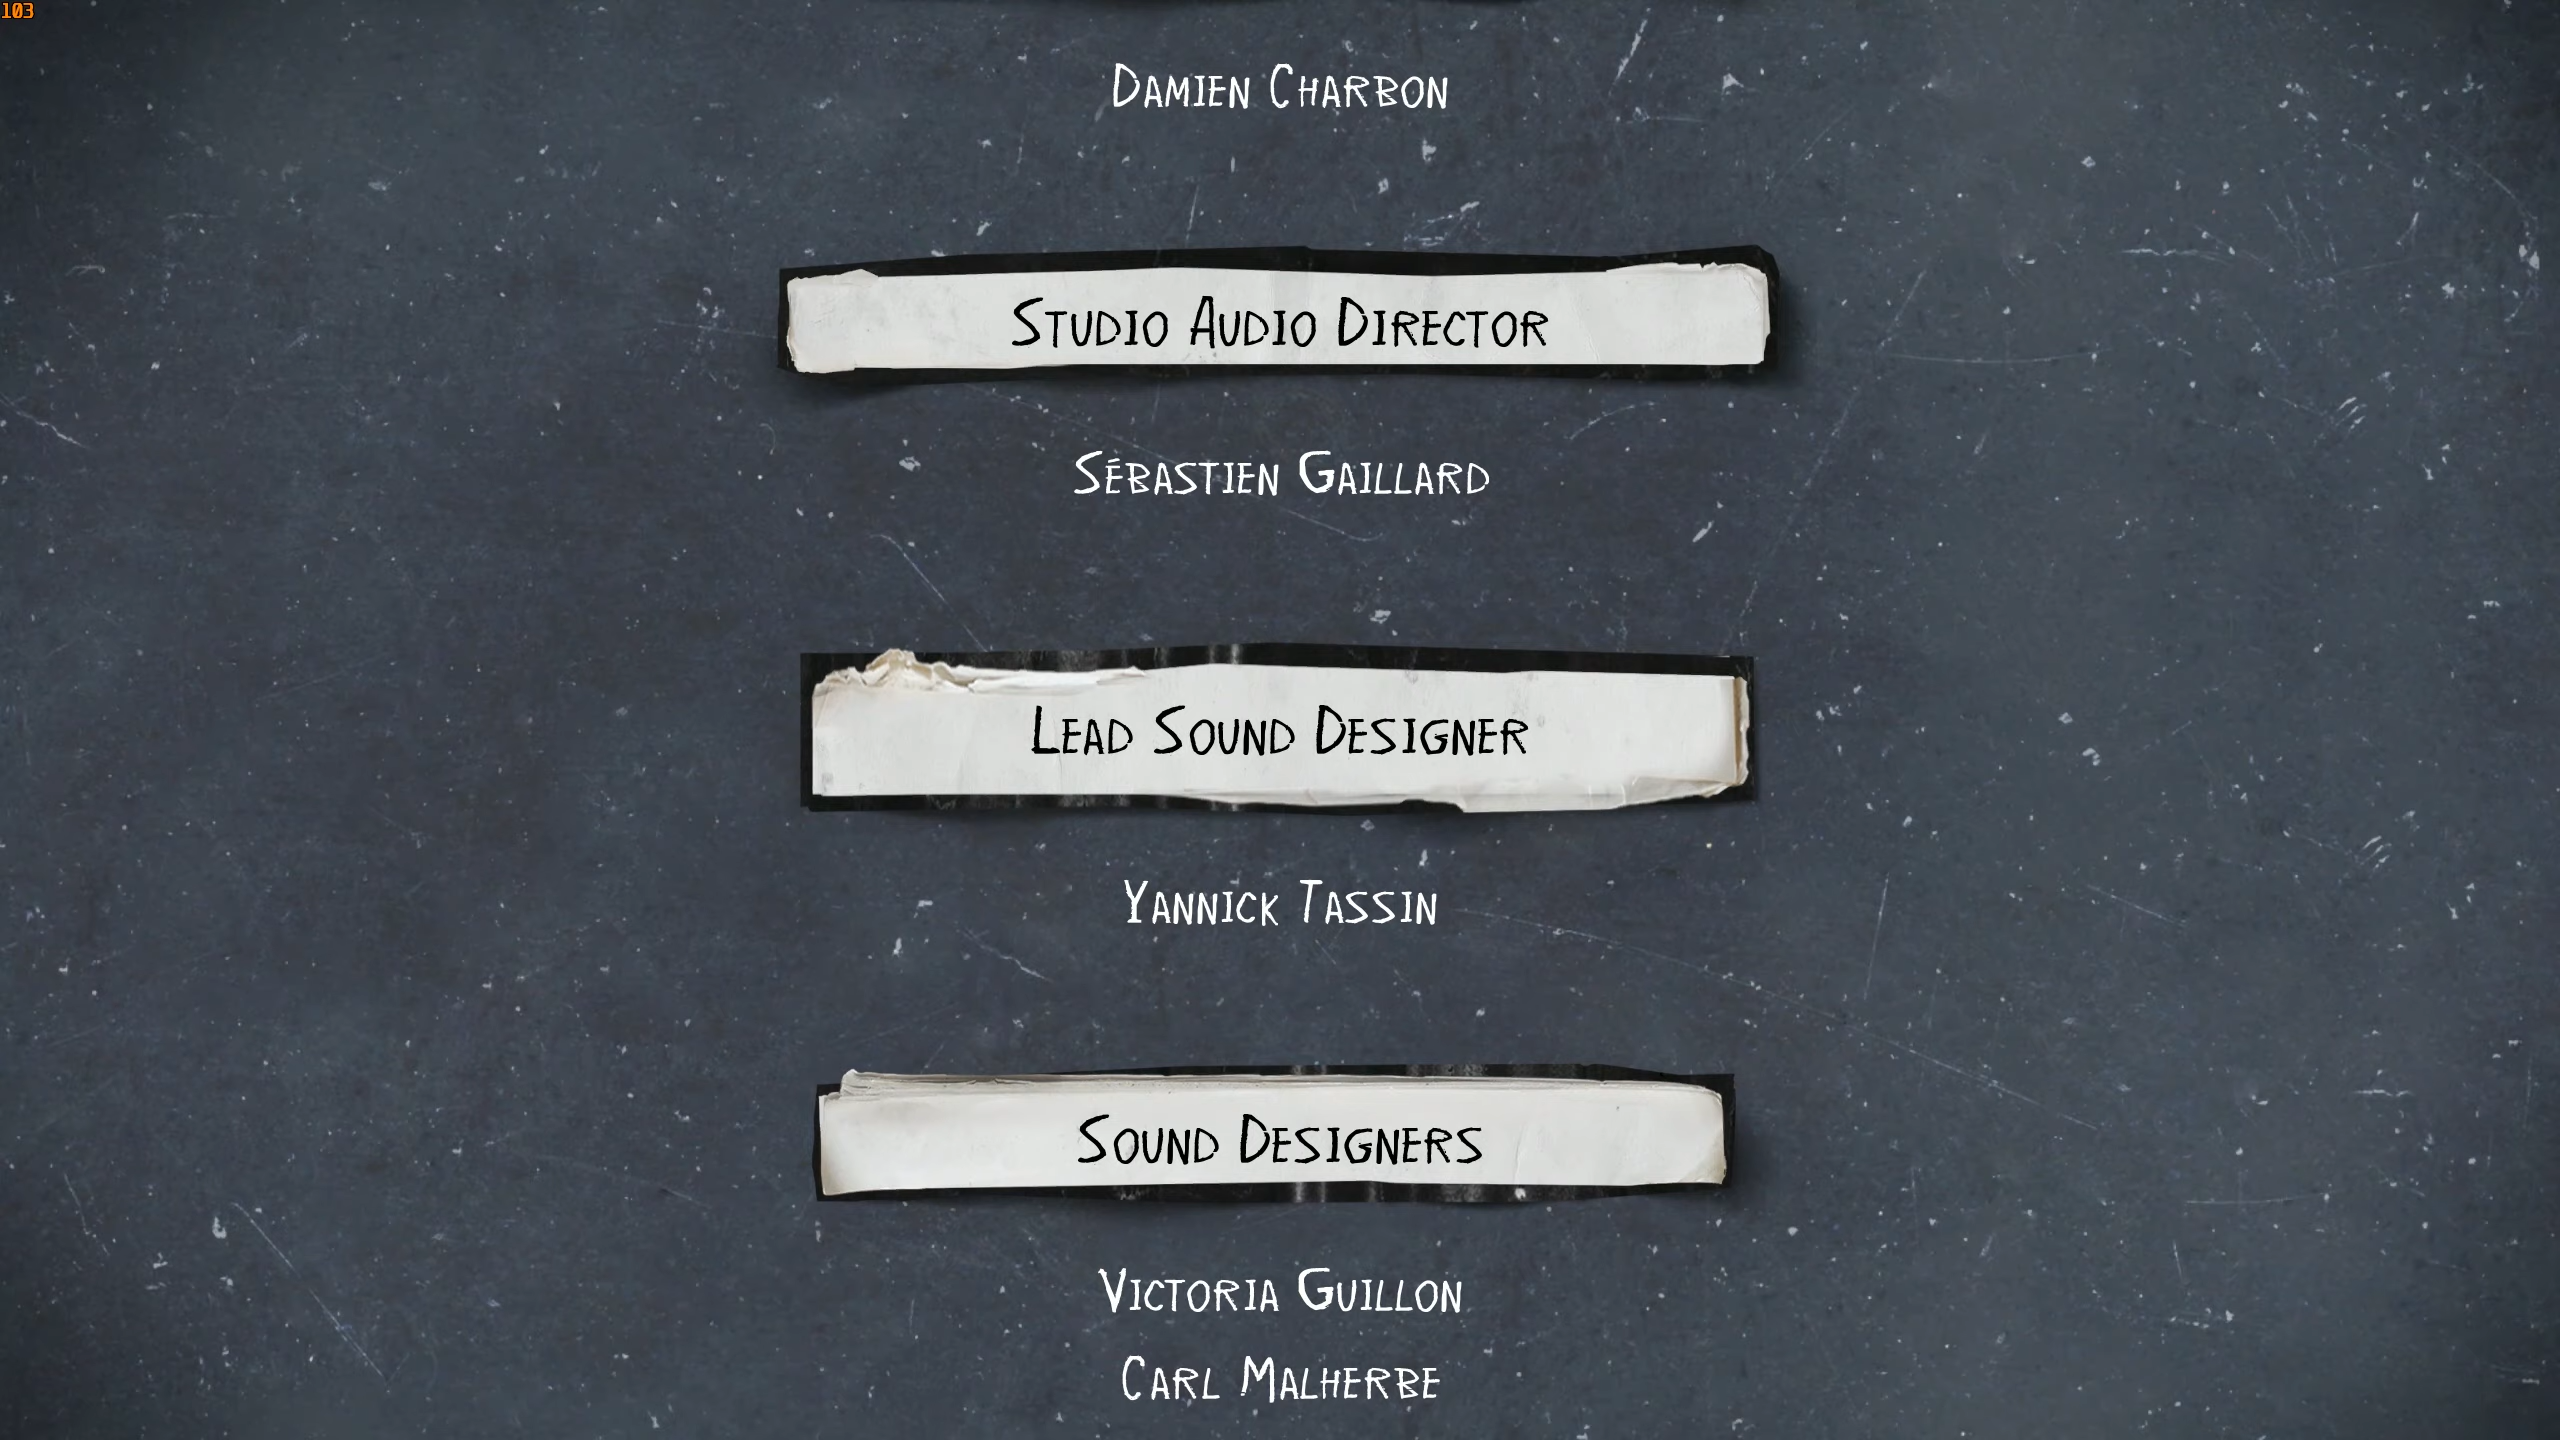 103
Damien Charbon
Studio Audio Director
Sébastien Gaillard
Lead Sound Designer
Yannick Tassin
Sound Designers
Victoria Guillon
Carl Malherbe